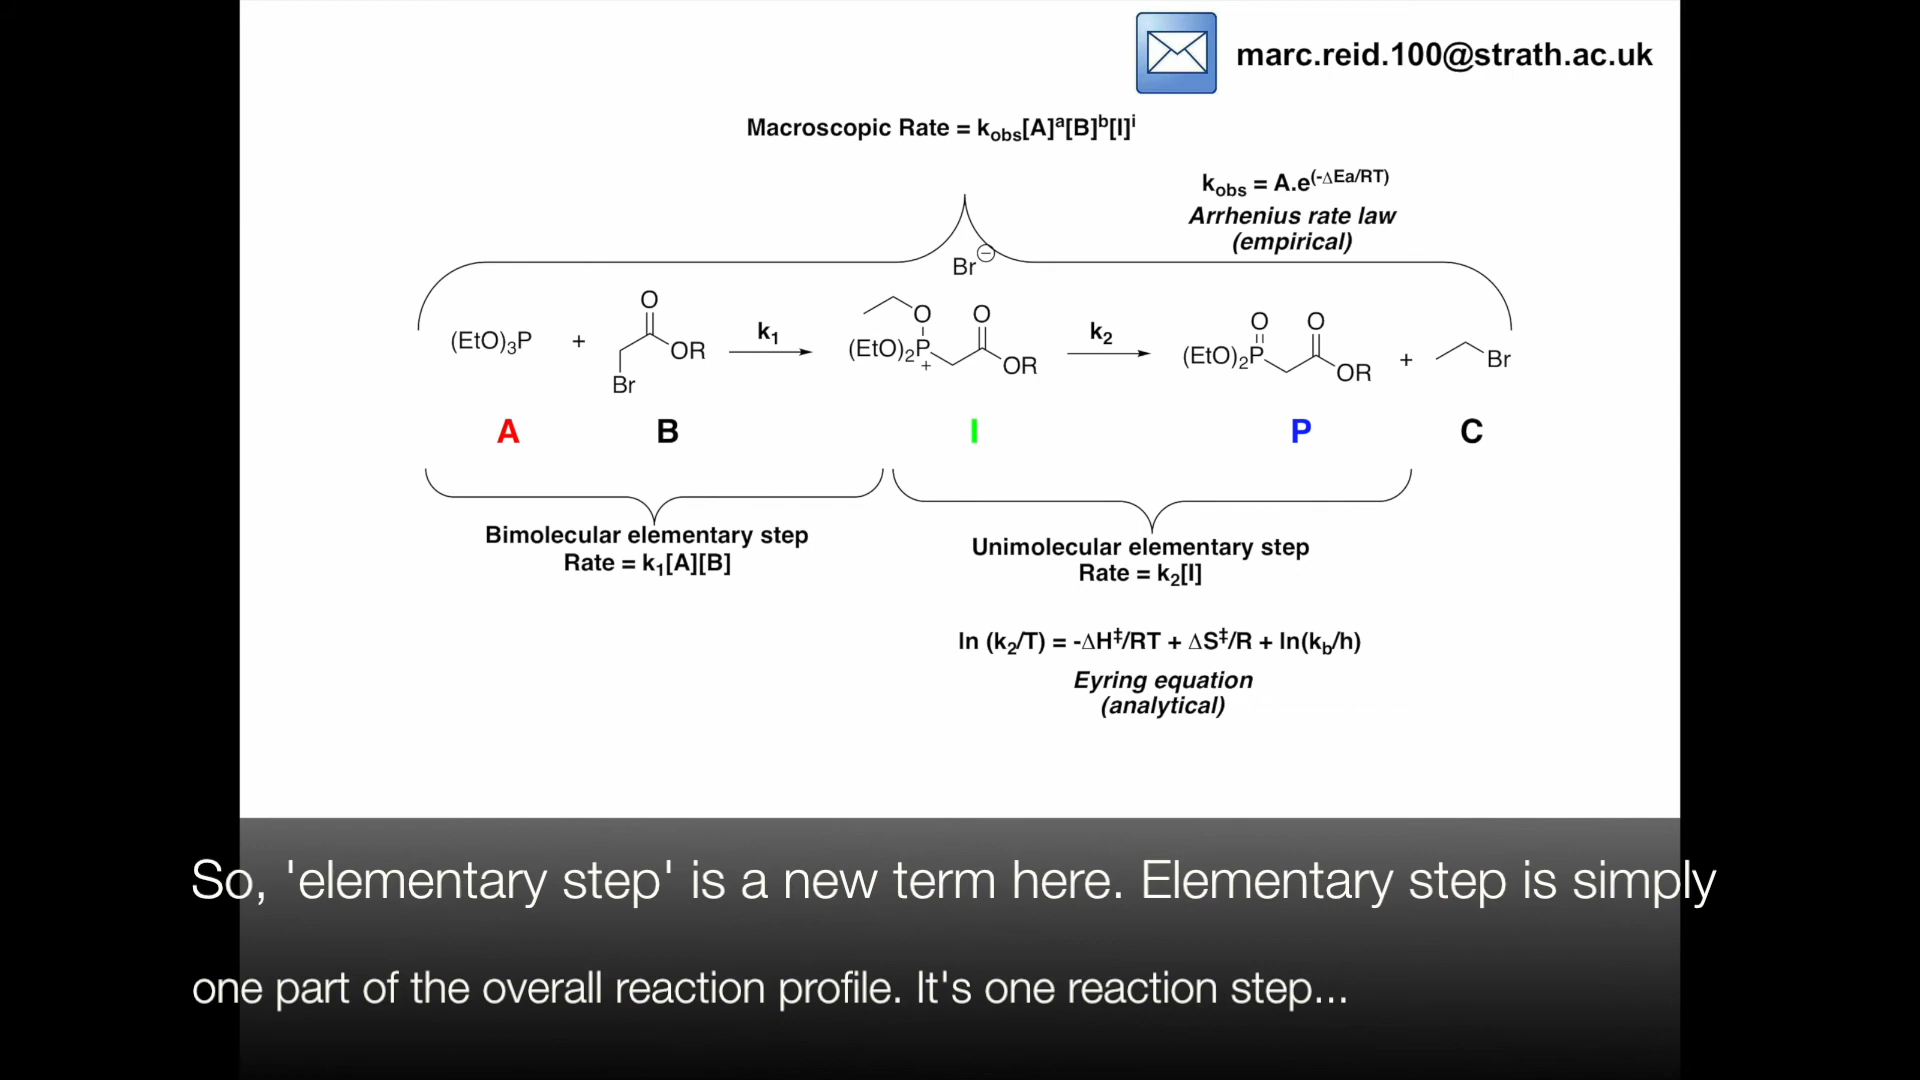 marc.reid.100@strath.ac.uk
Macroscopic Rate = k_obs[A]^a[B]^b[I]^i
k_obs = A.e^(-ΔEa/RT)
Arrhenius rate law
(empirical)
Br⊖
(EtO)₃P + O OR Br k₁ O O (EtO)₂P + OR k₂ O O (EtO)₂P OR + Br
A B I P C
Bimolecular elementary step
Rate = k₁[A][B]
Unimolecular elementary step
Rate = k₂[I]
ln (k₂/T) = -ΔH‡/RT + ΔS‡/R + ln(k_b/h)
Eyring equation
(analytical)
So, 'elementary step' is a new term here. Elementary step is simply
one part of the overall reaction profile. It's one reaction step...